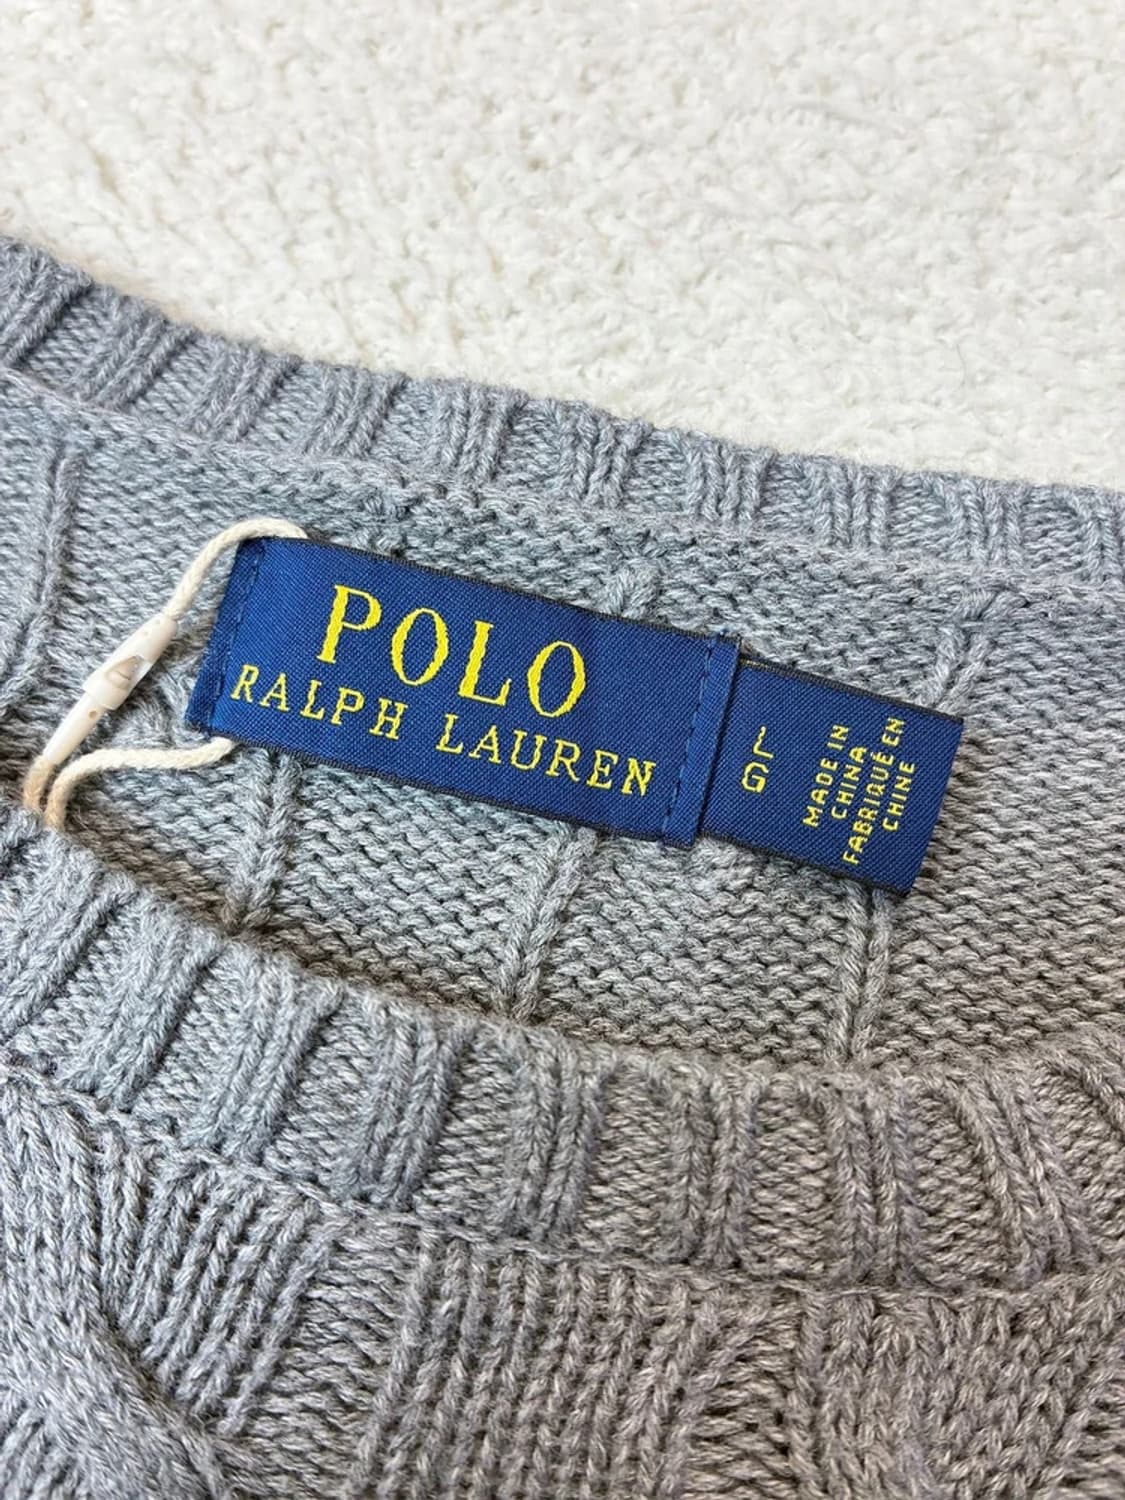 POLO
RALPH LAUREN
L
G
MADE IN
CHINA
FABRIQUÉ EN
CHINE